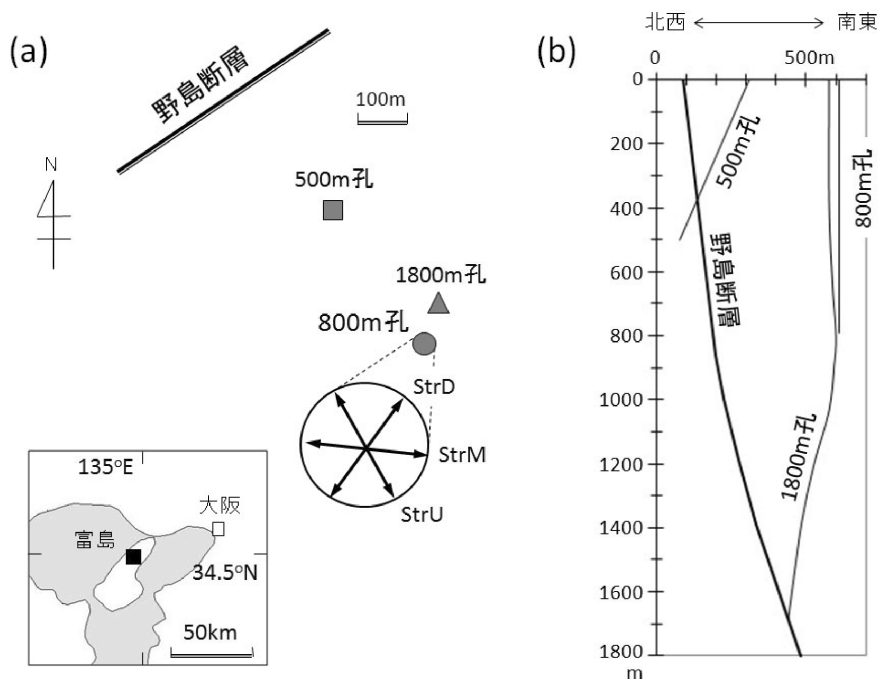 (a)
野島断層
100m
N
500m孔
1800m孔
800m孔
StrD
StrM
StrU
135oE
大阪
富島
34.5oN
50km
(b)
北西
南東
0
500m
0
200
400
600
800
1000
1200
1400
1600
1800
m
500m孔
野島断層
1800m孔
800m孔